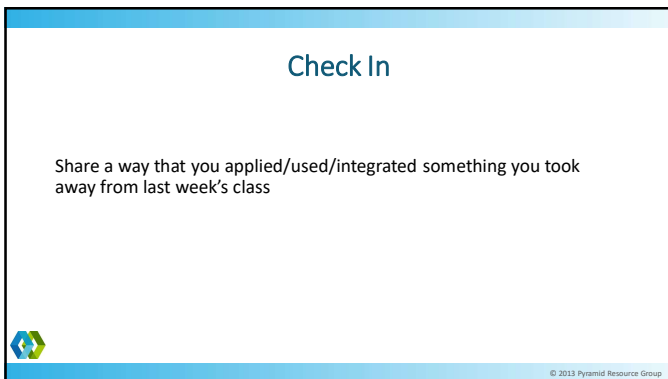 Check In
Share a way that you applied/used/integrated something you took
away from last week's class
© 2013 Pyramid Resource Group